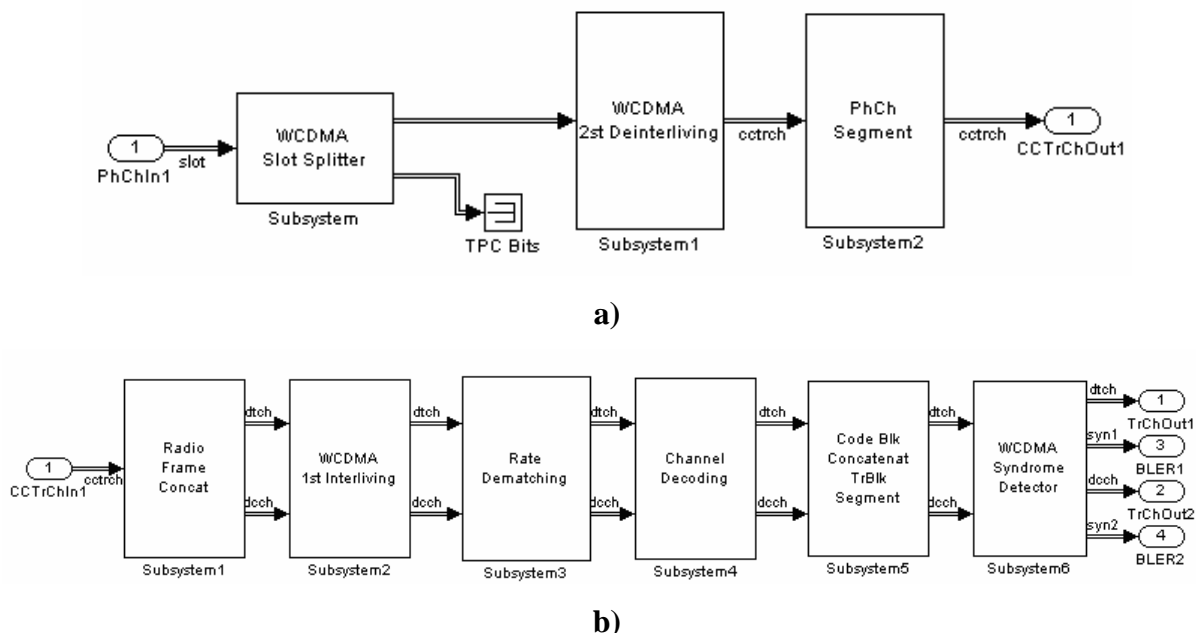 1
PhChIn1
slot
WCDMA
Slot Splitter
Subsystem
TPC Bits
WCDMA
2st Deinterliving
Subsystem1
cctrch
PhCh
Segment
Subsystem2
cctrch
1
CCTrChOut1
a)
1
CCTrChIn1
cctrch
Radio
Frame
Concat
Subsystem1
dtch
dcch
WCDMA
1st Interliving
Subsystem2
dtch
dcch
Rate
Dematching
Subsystem3
dtch
dcch
Channel
Decoding
Subsystem4
dtch
dcch
Code Blk
Concatenat
TrBlk
Segment
Subsystem5
dtch
dcch
WCDMA
Syndrome
Detector
Subsystem6
dtch
1
TrChOut1
syn1
3
BLER1
dcch
2
TrChOut2
syn2
4
BLER2
b)